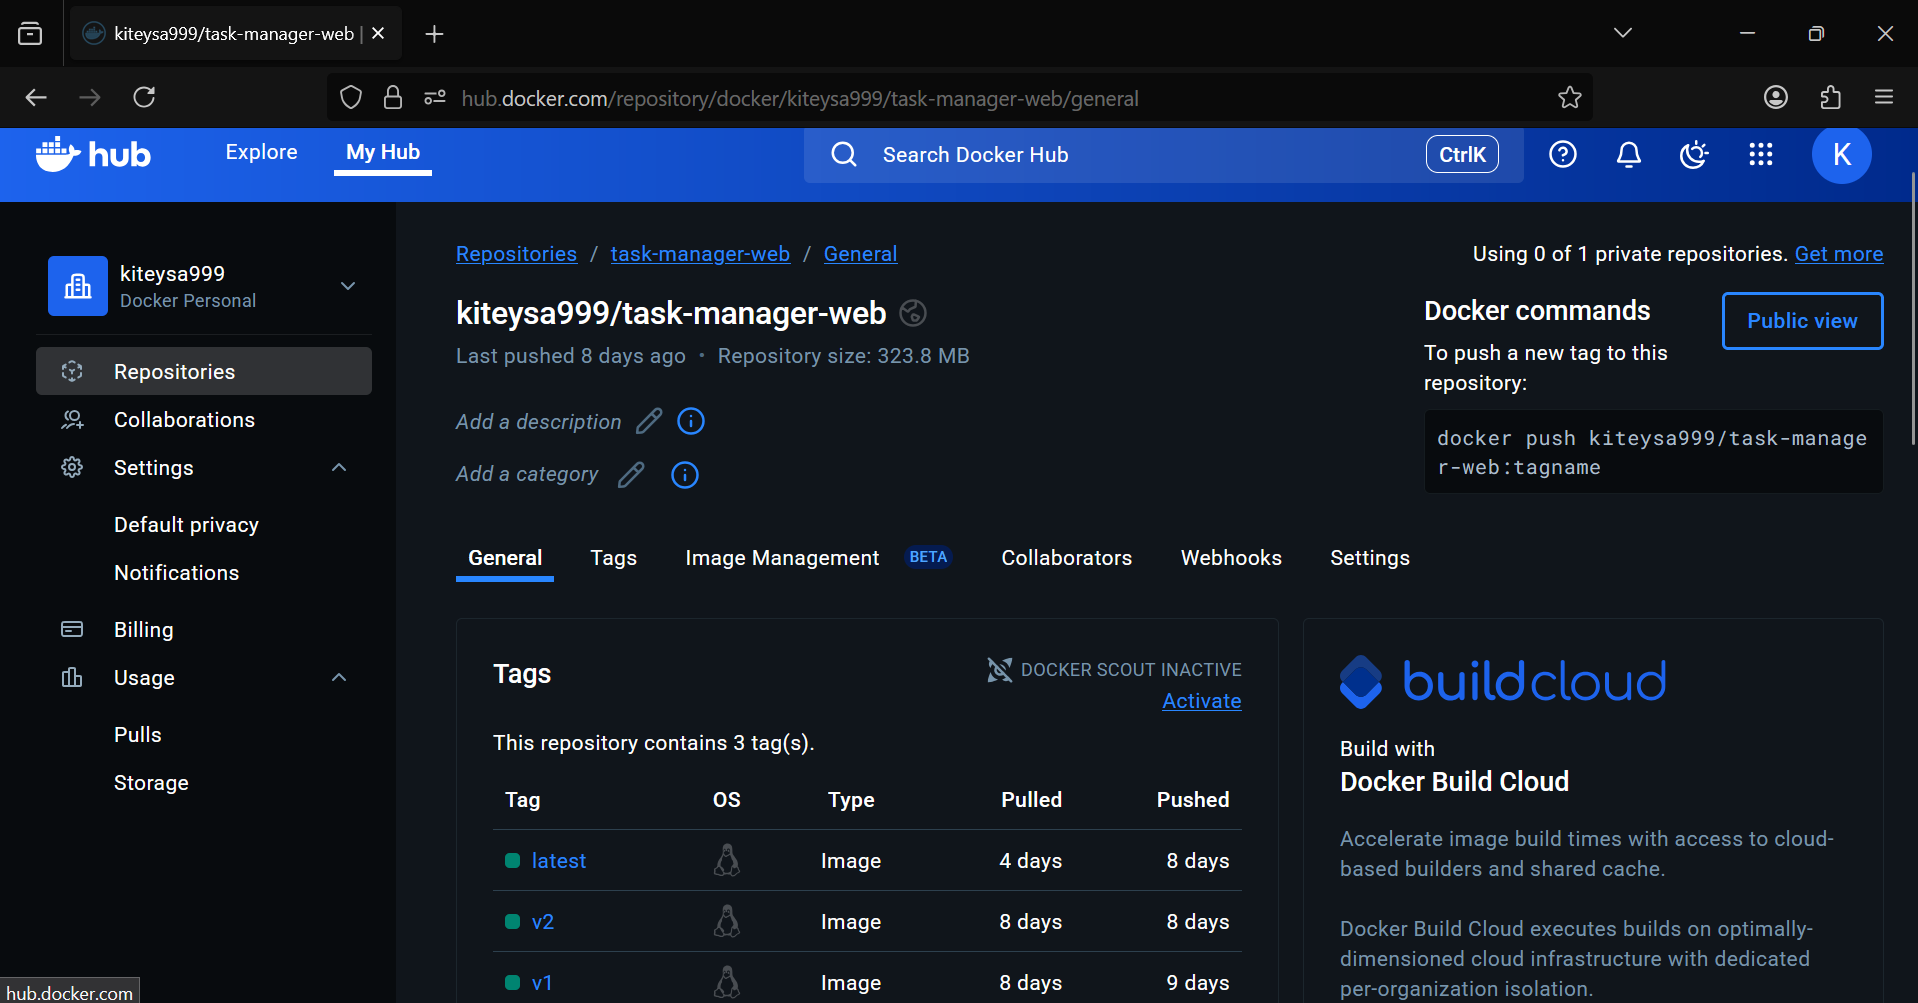 kiteysa999/task-manager-web |
hub.docker.com/repository/docker/kiteysa999/task-manager-web/general
hub
Explore
My Hub
Search Docker Hub
CtrlK
K
kiteysa999
Docker Personal
Repositories
Collaborations
Settings
Default privacy
Notifications
Billing
Usage
Pulls
Storage
Repositories / task-manager-web / General
Using 0 of 1 private repositories. Get more
kiteysa999/task-manager-web
Last pushed 8 days ago • Repository size: 323.8 MB
Add a description
Add a category
Docker commands
Public view
To push a new tag to this
repository:
docker push kiteysa999/task-manage
r-web:tagname
General
Tags
Image Management BETA
Collaborators
Webhooks
Settings
Tags
DOCKER SCOUT INACTIVE
Activate
This repository contains 3 tag(s).
Tag OS Type Pulled Pushed
latest Image 4 days 8 days
v2 Image 8 days 8 days
v1 Image 8 days 9 days
buildcloud
Build with
Docker Build Cloud
Accelerate image build times with access to cloud-
based builders and shared cache.
Docker Build Cloud executes builds on optimally-
dimensioned cloud infrastructure with dedicated
per-organization isolation.
hub.docker.com